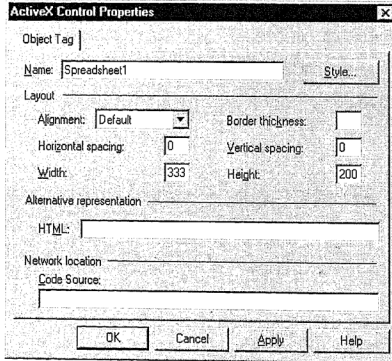 ActiveX Control Properties
Object Tag
Name: Spreadsheet1 Style...
Layout
Alignment: Default Border thickness:
Horizontal spacing: 0 Vertical spacing: 0
Width: 333 Height: 200
Alternative representation
HTML:
Network location
Code Source:
OK Cancel Apply Help